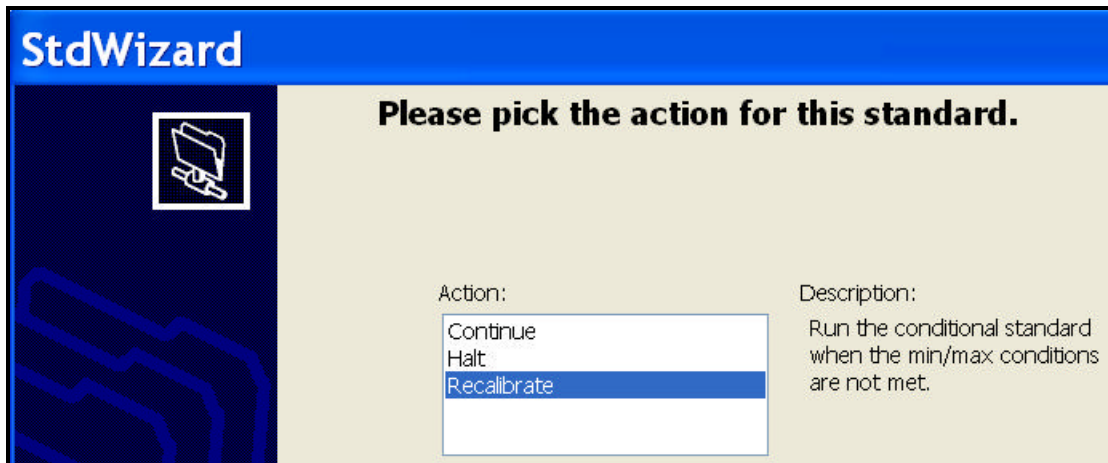 StdWizard
Please pick the action for this standard.
Action:
Continue
Halt
Recalibrate
Description:
Run the conditional standard
when the min/max conditions
are not met.